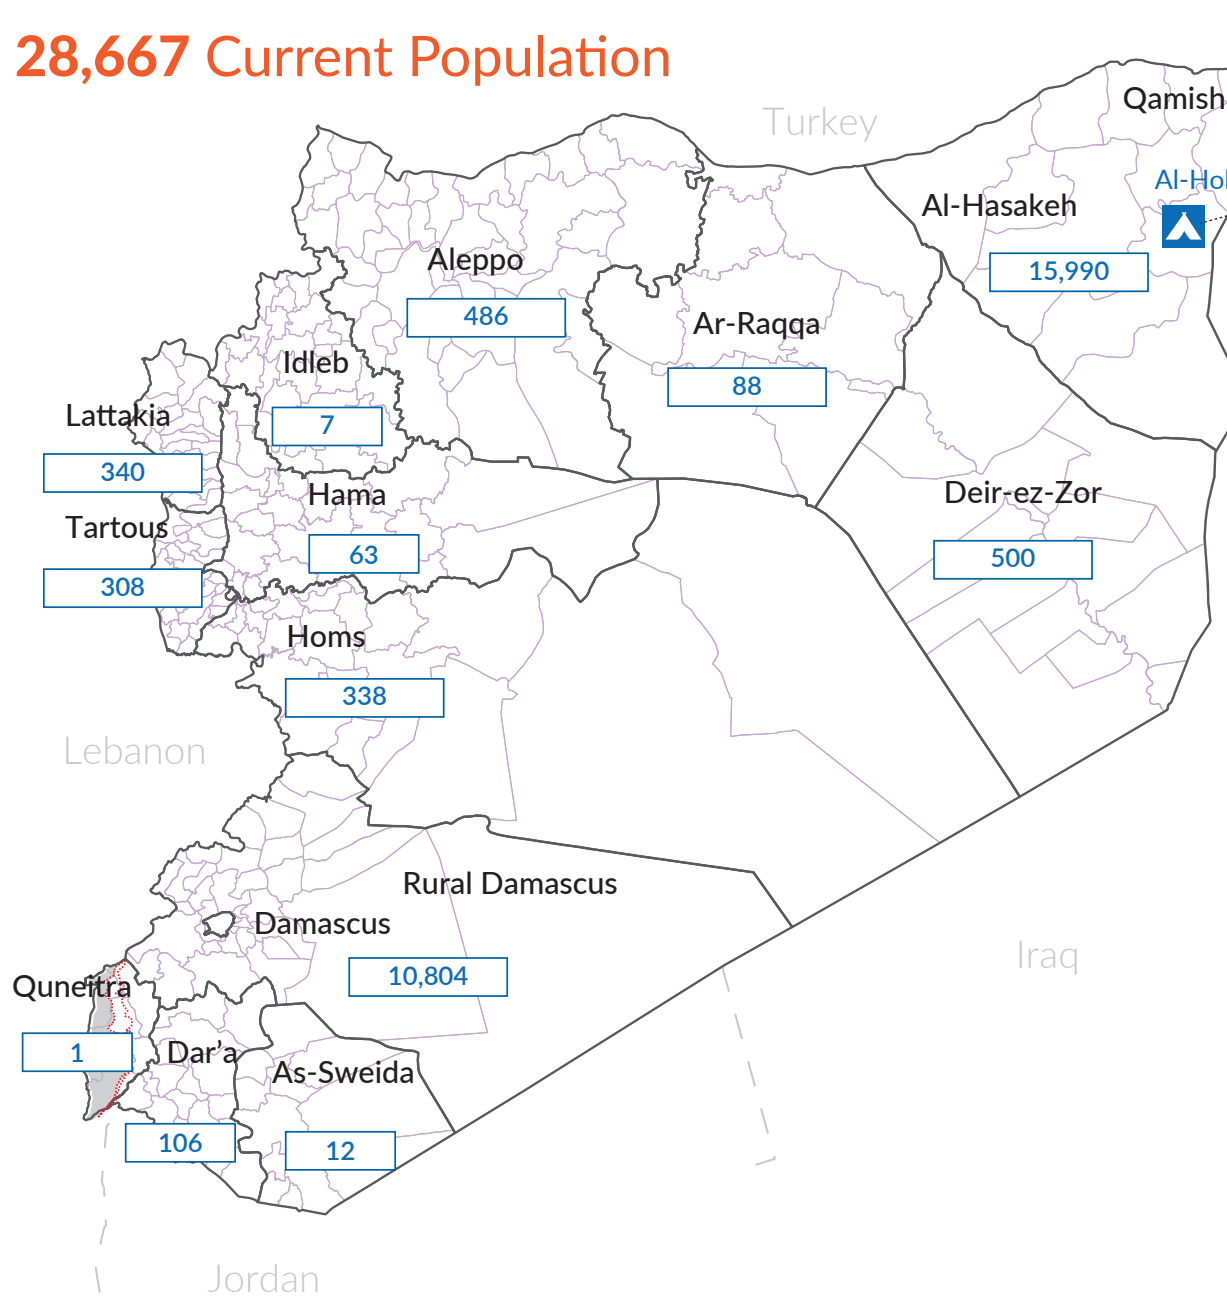 28,667 Current Population
Turkey
Qamish
Al-Hol
Al-Hasakeh
15,990
Aleppo
486
Ar-Raqqa
88
Idleb
7
Lattakia
340
Hama
63
Tartous
308
Deir-ez-Zor
500
Homs
338
Lebanon
Rural Damascus
Damascus
10,804
Iraq
Quneitra
1
Dar’a
106
As-Sweida
12
Jordan